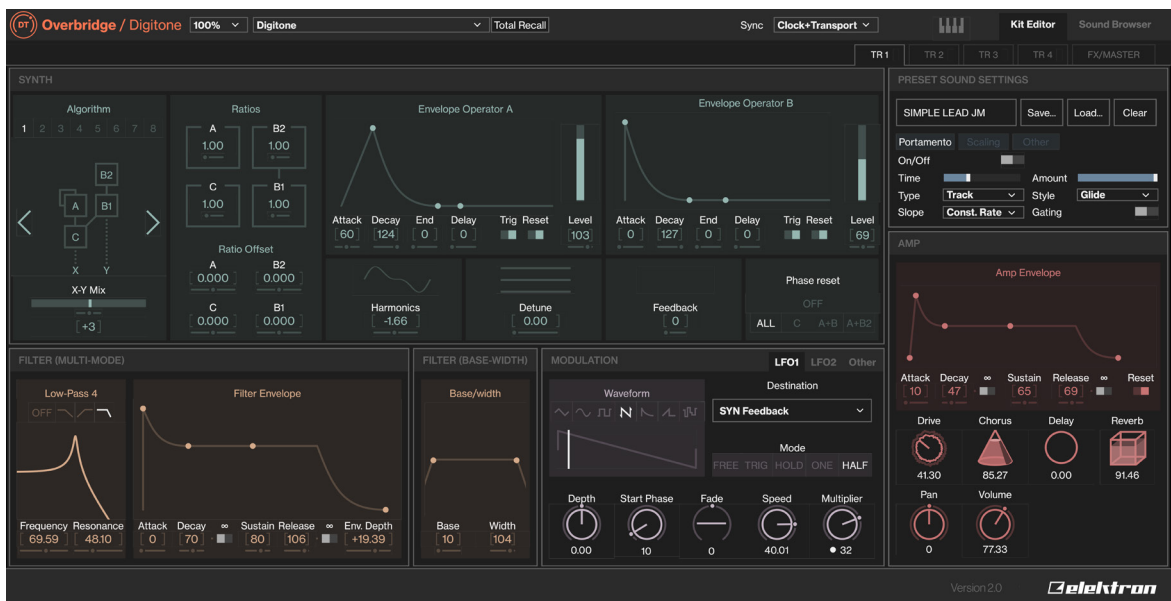 DT Overbridge / Digitone 100% Digitone Total Recall Sync Clock+Transport Kit Editor Sound Browser
TR 1 TR 2 TR 3 TR 4 FX/MASTER
SYNTH
Algorithm
1 2 3 4 5 6 7 8
B2
A B1
C
X Y
X-Y Mix
[+3]
Ratios
A B2
1.00 1.00
C B1
1.00 1.00
Ratio Offset
A B2
0.000 0.000
C B1
0.000 0.000
Envelope Operator A
Attack Decay End Delay Trig Reset Level
60 124 0 0 103
Envelope Operator B
Attack Decay End Delay Trig Reset Level
0 127 0 0 69
Harmonics
-1.66
Detune
0.00
Feedback
0
Phase reset
OFF
ALL C A+B A+B2
PRESET SOUND SETTINGS
SIMPLE LEAD JM Save... Load... Clear
Portamento Scaling Other
On/Off
Time Amount
Type Track Style Glide
Slope Const. Rate Gating
AMP
Amp Envelope
Attack Decay ∞ Sustain Release ∞ Reset
10 47 65 69
Drive Chorus Delay Reverb
41.30 85.27 0.00 91.46
Pan Volume
0 77.33
FILTER (MULTI-MODE)
Low-Pass 4
OFF
Frequency Resonance
69.59 48.10
Filter Envelope
Attack Decay ∞ Sustain Release ∞ Env. Depth
0 70 80 106 +19.39
FILTER (BASE-WIDTH)
Base/width
Base Width
10 104
MODULATION LFO1 LFO2 Other
Waveform
Destination
SYN Feedback
Mode
FREE TRIG HOLD ONE HALF
Depth Start Phase Fade Speed Multiplier
0.00 10 0 40.01 32
Version 2.0 elektron